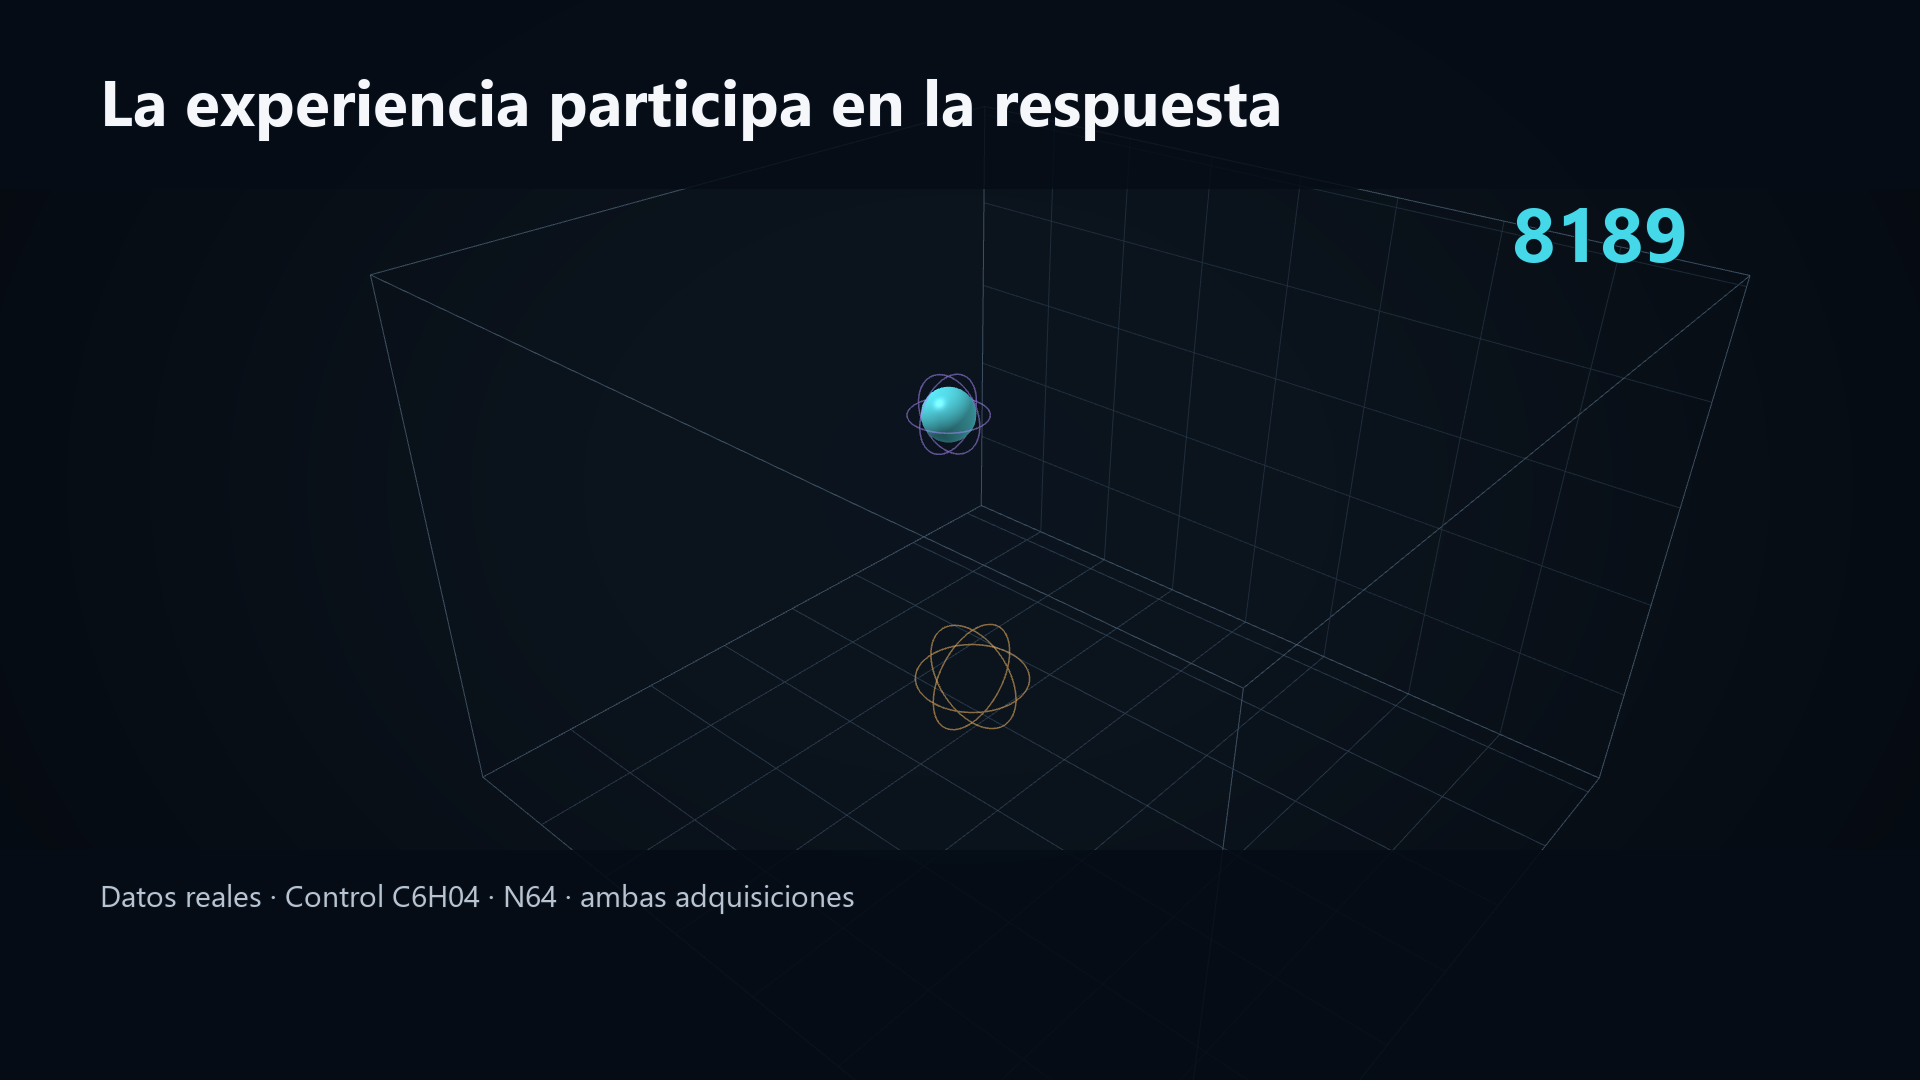 La experiencia participa en la respuesta
8189
Datos reales · Control C6H04 · N64 · ambas adquisiciones